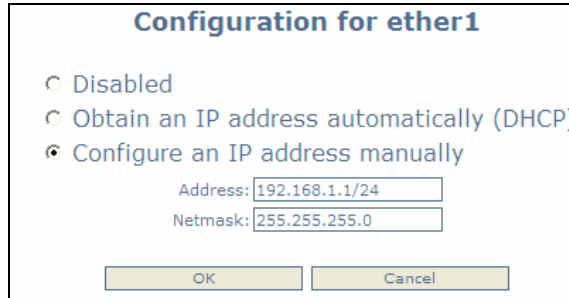 Configuration for ether1
Disabled
Obtain an IP address automatically (DHCP)
Configure an IP address manually
Address: 192.168.1.1/24
Netmask: 255.255.255.0
OK Cancel